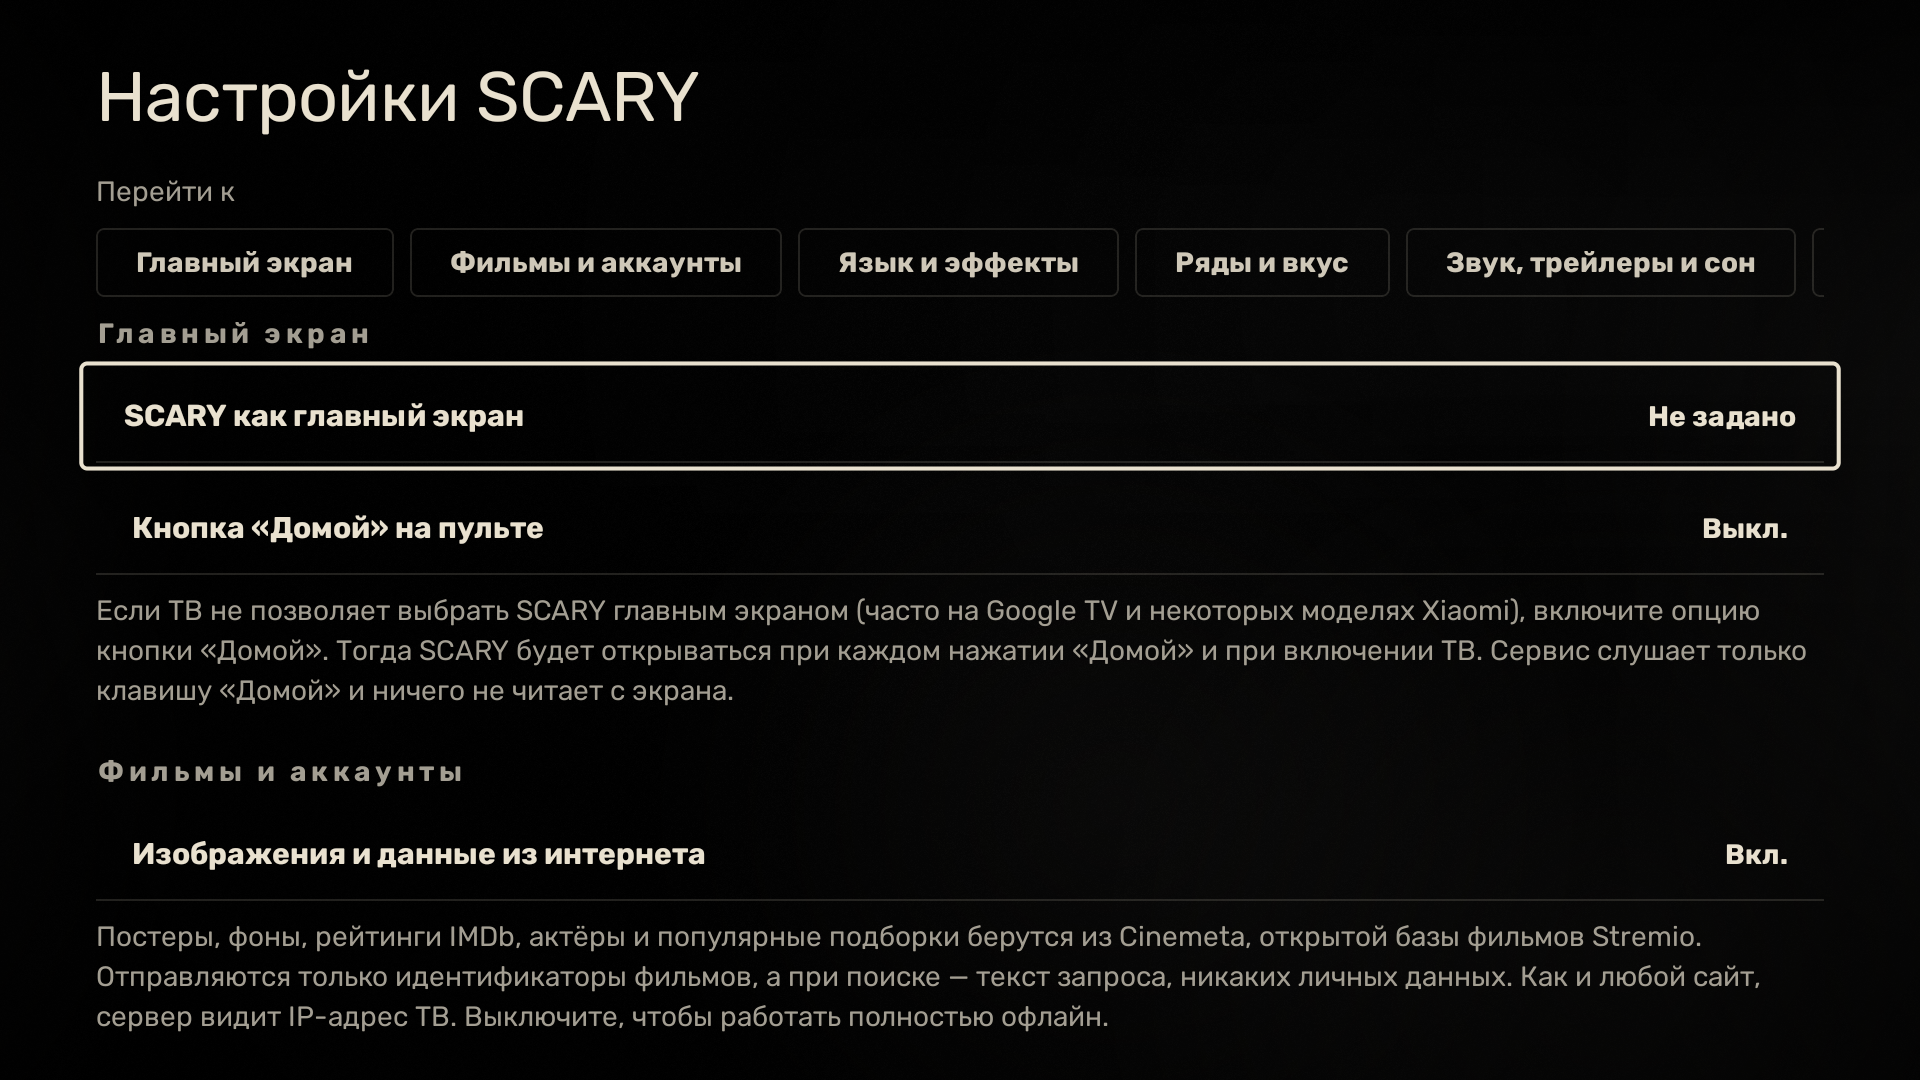 Настройки SCARY
Перейти к
Главный экран
Фильмы и аккаунты
Язык и эффекты
Ряды и вкус
Звук, трейлеры и сон
Главный экран
SCARY как главный экран
Не задано
Кнопка «Домой» на пульте
Выкл.
Если ТВ не позволяет выбрать SCARY главным экраном (часто на Google TV и некоторых моделях Xiaomi), включите опцию
кнопки «Домой». Тогда SCARY будет открываться при каждом нажатии «Домой» и при включении ТВ. Сервис слушает только
клавишу «Домой» и ничего не читает с экрана.
Фильмы и аккаунты
Изображения и данные из интернета
Вкл.
Постеры, фоны, рейтинги IMDb, актёры и популярные подборки берутся из Cinemeta, открытой базы фильмов Stremio.
Отправляются только идентификаторы фильмов, а при поиске — текст запроса, никаких личных данных. Как и любой сайт,
сервер видит IP-адрес ТВ. Выключите, чтобы работать полностью офлайн.